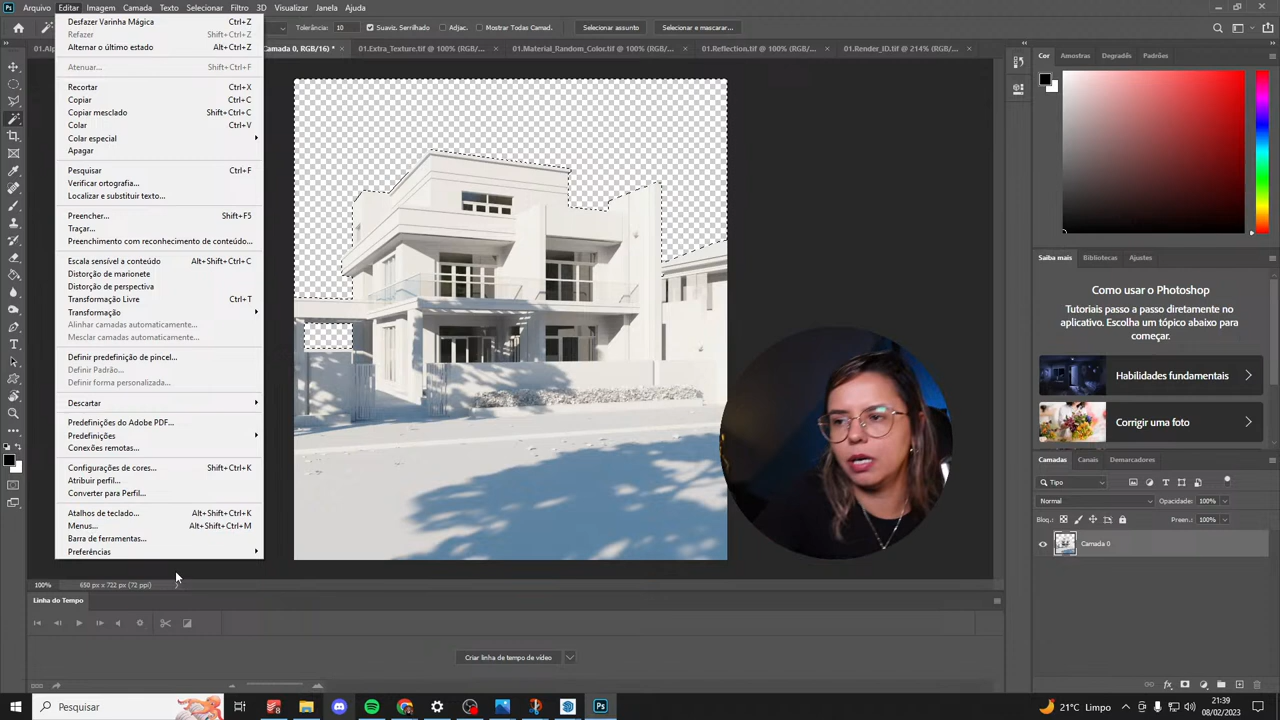 Ps Arquivo Editar Imagem Camada Texto Selecionar Filtro 3D Visualizar Janela Ajuda
Tolerância: 10 Suaviz. Serrilhado Adjac. Mostrar Todas Camad. Selecionar assunto Selecionar e mascarar...
Camada 0, RGB/16) * × 01.Extra_Texture.tif @ 100% (RGB/... × 01.Material_Random_Color.tif @ 100% (RGB/... × 01.Reflection.tif @ 100% (RGB/... × 01.Render_ID.tif @ 214% (RGB/... ×
Desfazer Varinha Mágica Ctrl+Z
Refazer Shift+Ctrl+Z
Alternar o último estado Alt+Ctrl+Z
Atenuar... Shift+Ctrl+F
Recortar Ctrl+X
Copiar Ctrl+C
Copiar mesclado Shift+Ctrl+C
Colar Ctrl+V
Colar especial
Apagar
Pesquisar Ctrl+F
Verificar ortografia...
Localizar e substituir texto...
Preencher... Shift+F5
Traçar...
Preenchimento com reconhecimento de conteúdo...
Escala sensível a conteúdo Alt+Shift+Ctrl+C
Distorção de marionete
Distorção de perspectiva
Transformação Livre Ctrl+T
Transformação
Alinhar camadas automaticamente...
Mesclar camadas automaticamente...
Definir predefinição de pincel...
Definir Padrão...
Definir forma personalizada...
Descartar
Predefinições do Adobe PDF...
Predefinições
Conexões remotas...
Configurações de cores... Shift+Ctrl+K
Atribuir perfil...
Converter para Perfil...
Atalhos de teclado... Alt+Shift+Ctrl+K
Menus... Alt+Shift+Ctrl+M
Barra de ferramentas...
Preferências
Cor Amostras Degradês Padrões
Saiba mais Bibliotecas Ajustes
Como usar o Photoshop
Tutoriais passo a passo diretamente no
aplicativo. Escolha um tópico abaixo para
começar.
Habilidades fundamentais
Corrigir uma foto
Camadas Canais Demarcadores
Tipo
Normal Opacidade: 100%
Bloq.: Preen.: 100%
Camada 0
100% 650 px x 722 px (72 ppi)
Linha do Tempo
Criar linha de tempo de vídeo
Pesquisar
21°C Limpo
21:39
08/02/2023